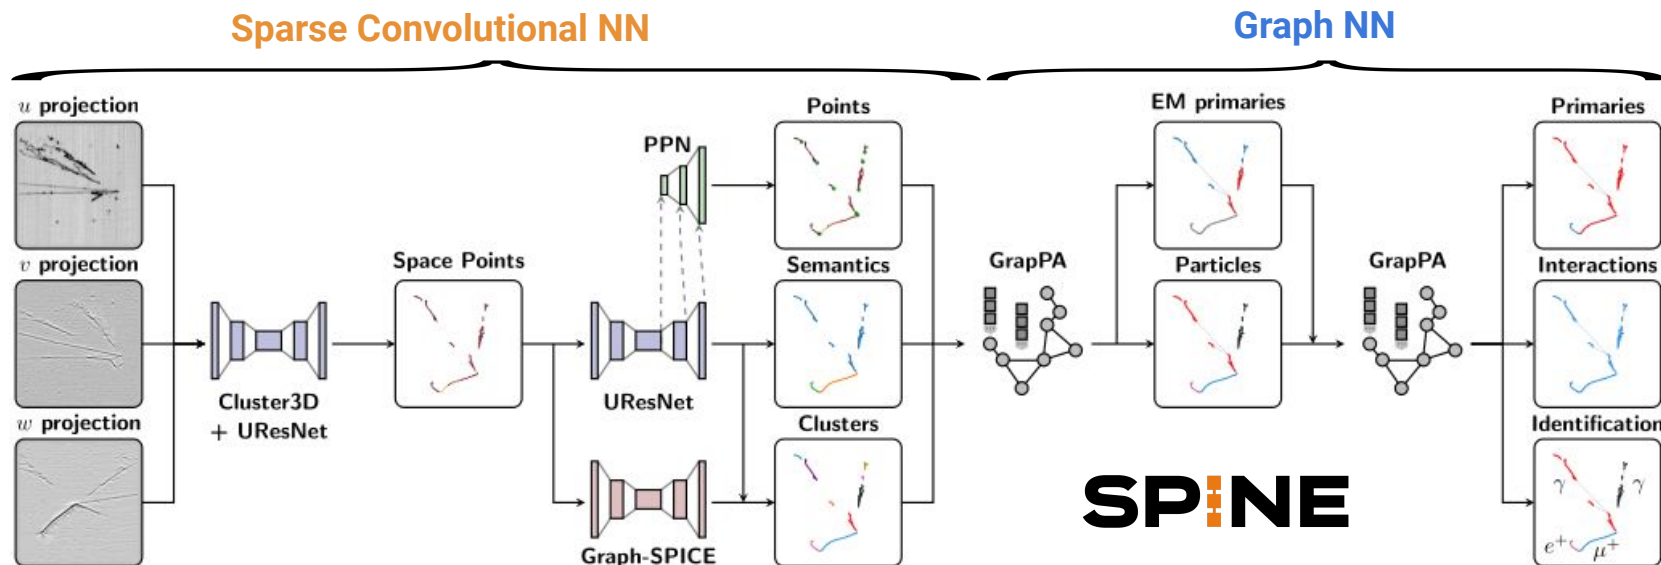 Sparse Convolutional NN
Graph NN
u projection
v projection
w projection
Cluster3D
+ UResNet
Space Points
PPN
UResNet
Graph-SPICE
Points
Semantics
Clusters
GrapPA
EM primaries
Particles
GrapPA
SPINE
Primaries
Interactions
Identification
γ
γ
e⁺
μ⁺